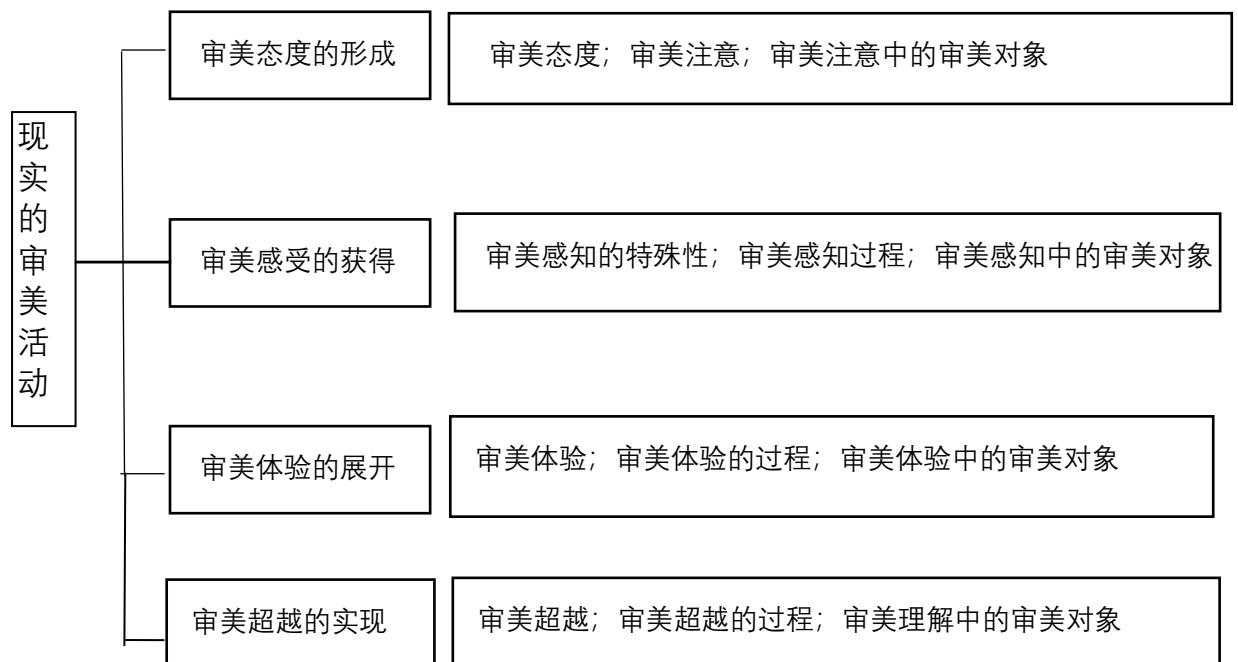 现实的审美活动
审美态度的形成
审美态度；审美注意；审美注意中的审美对象
审美感受的获得
审美感知的特殊性；审美感知过程；审美感知中的审美对象
审美体验的展开
审美体验；审美体验的过程；审美体验中的审美对象
审美超越的实现
审美超越；审美超越的过程；审美理解中的审美对象